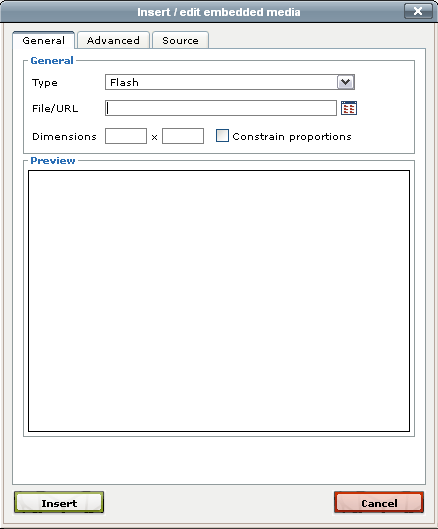 Insert / edit embedded media
General Advanced Source
General
Type Flash
File/URL
Dimensions x Constrain proportions
Preview
Insert Cancel